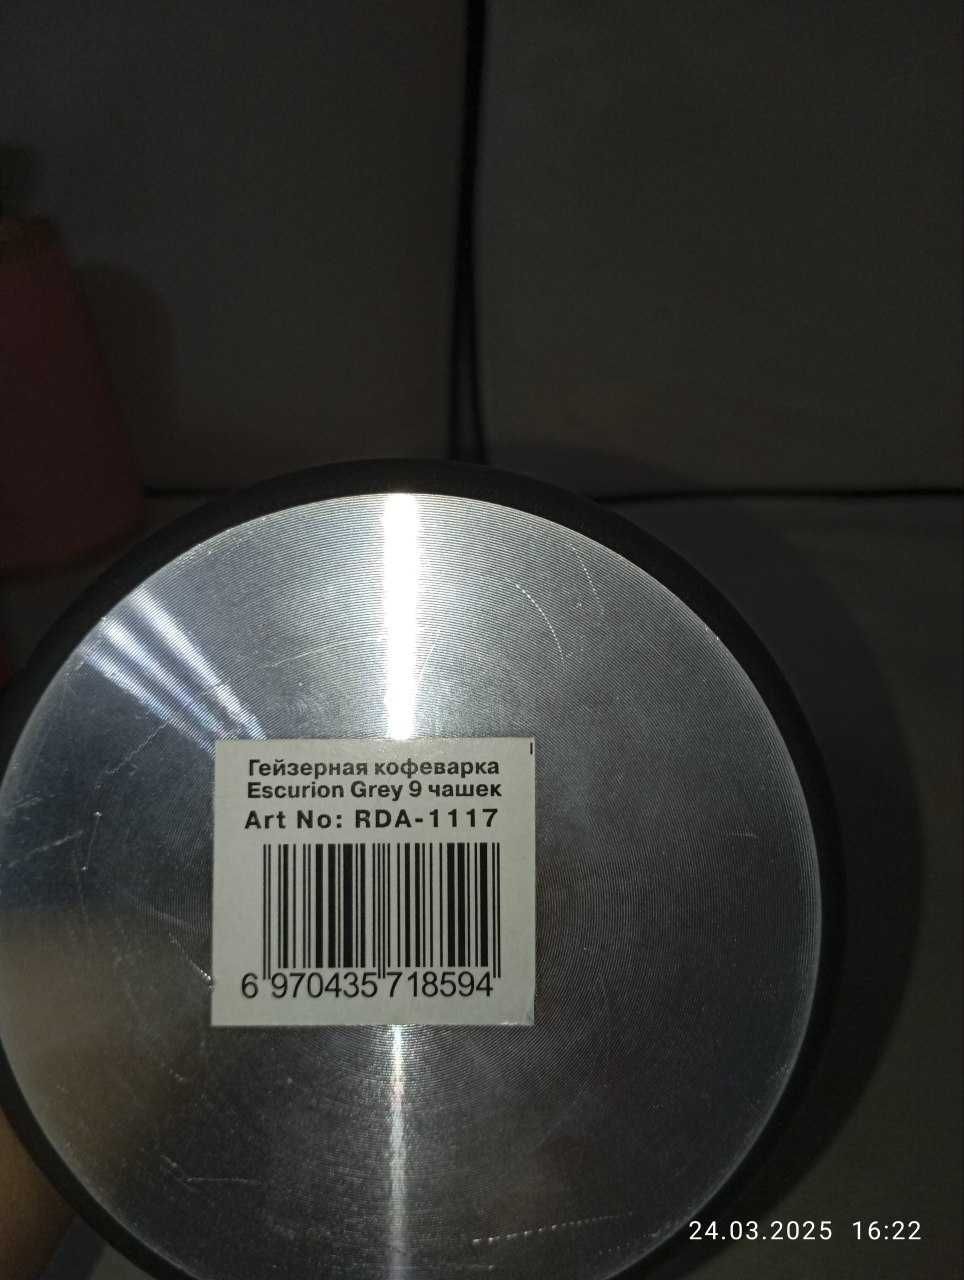 Гейзерная кофеварка
Escurion Grey 9 чашек
Art No: RDA-1117
6 970435 718594
24.03.2025 16:22